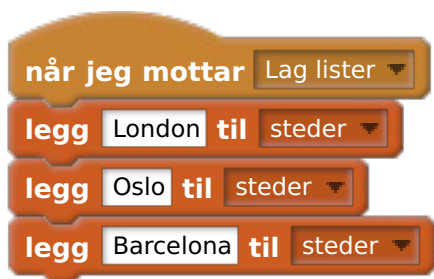 når jeg mottar Lag lister
legg London til steder
legg Oslo til steder
legg Barcelona til steder